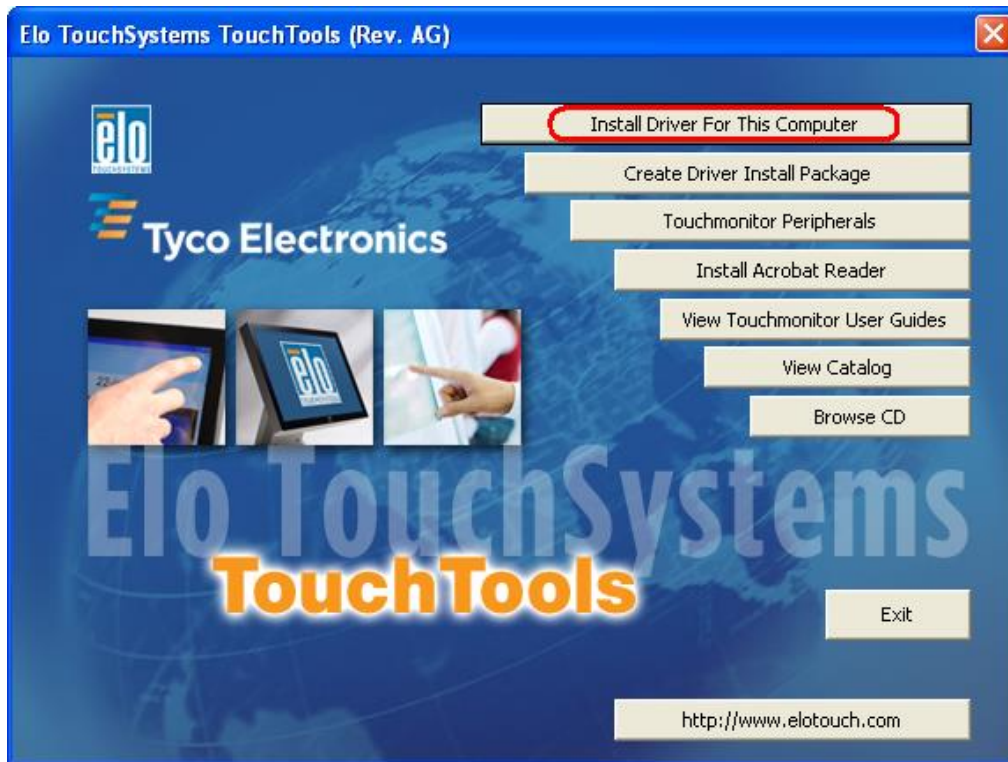 Elo TouchSystems TouchTools (Rev. AG)
elo
TOUCHSYSTEMS
Tyco Electronics
Install Driver For This Computer
Create Driver Install Package
Touchmonitor Peripherals
Install Acrobat Reader
View Touchmonitor User Guides
View Catalog
Browse CD
elo
Elo TouchSystems
TouchTools
Exit
http://www.elotouch.com